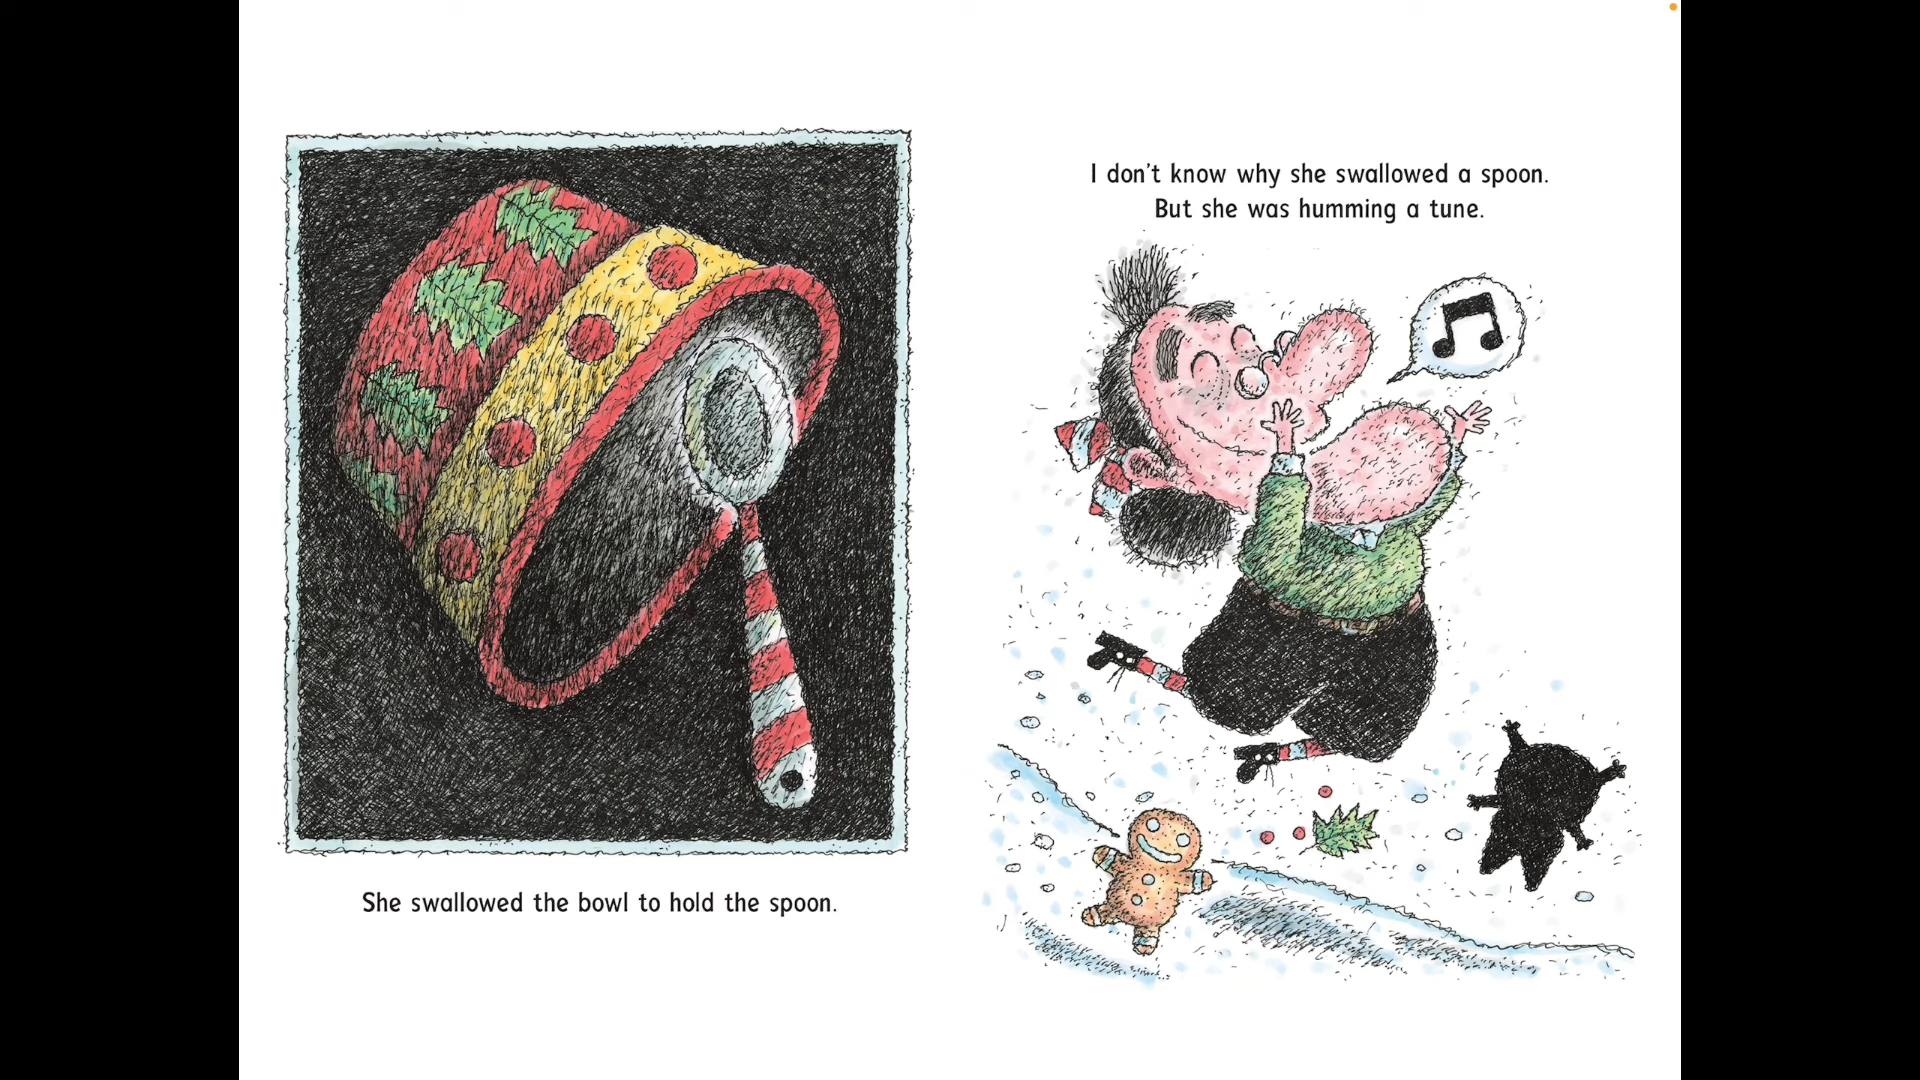 She swallowed the bowl to hold the spoon.
I don't know why she swallowed a spoon.
But she was humming a tune.